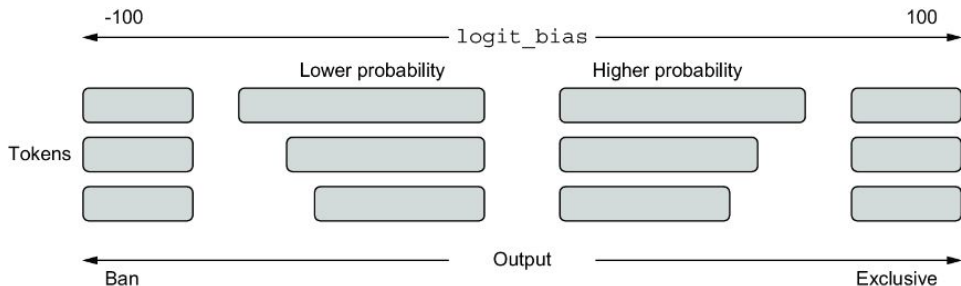 -100 100
logit_bias
Lower probability Higher probability
Tokens
Output
Ban Exclusive